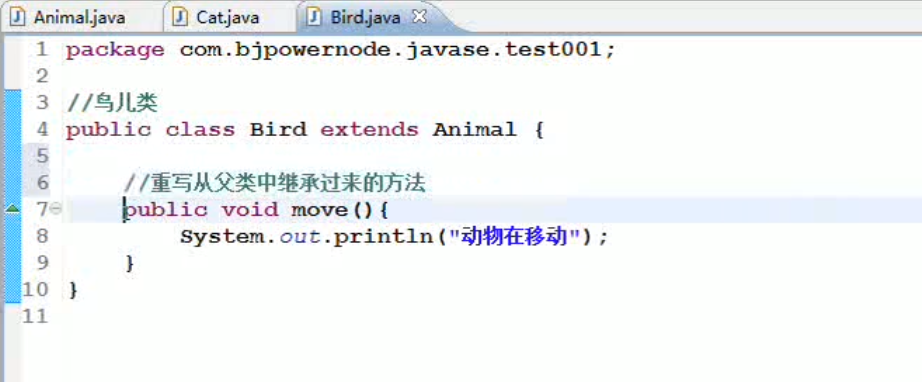 Animal.java Cat.java Bird.java
1 package com.bjpowernode.javase.test001;
2
3 //鸟儿类
4 public class Bird extends Animal {
5
6 //重写从父类中继承过来的方法
7 public void move(){
8 System.out.println("动物在移动");
9 }
10 }
11